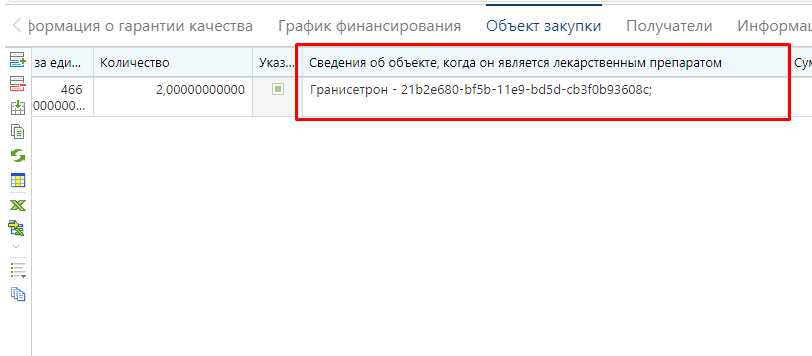 формация о гарантии качества График финансирования Объект закупки Получатели Информац
за еди... Количество Указ... Сведения об объекте, когда он является лекарственным препаратом Сум
466 2,00000000000 Гранисетрон - 21b2e680-bf5b-11e9-bd5d-cb3f0b93608c;
000000...